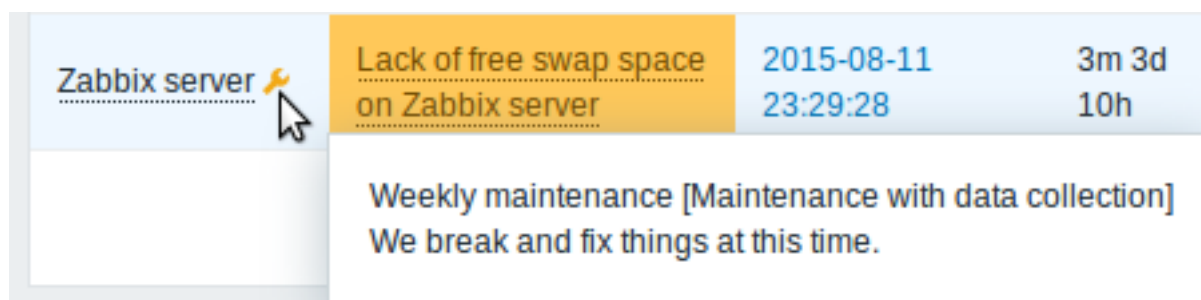 Zabbix server
Lack of free swap space
on Zabbix server
2015-08-11
23:29:28
3m 3d
10h
Weekly maintenance [Maintenance with data collection]
We break and fix things at this time.